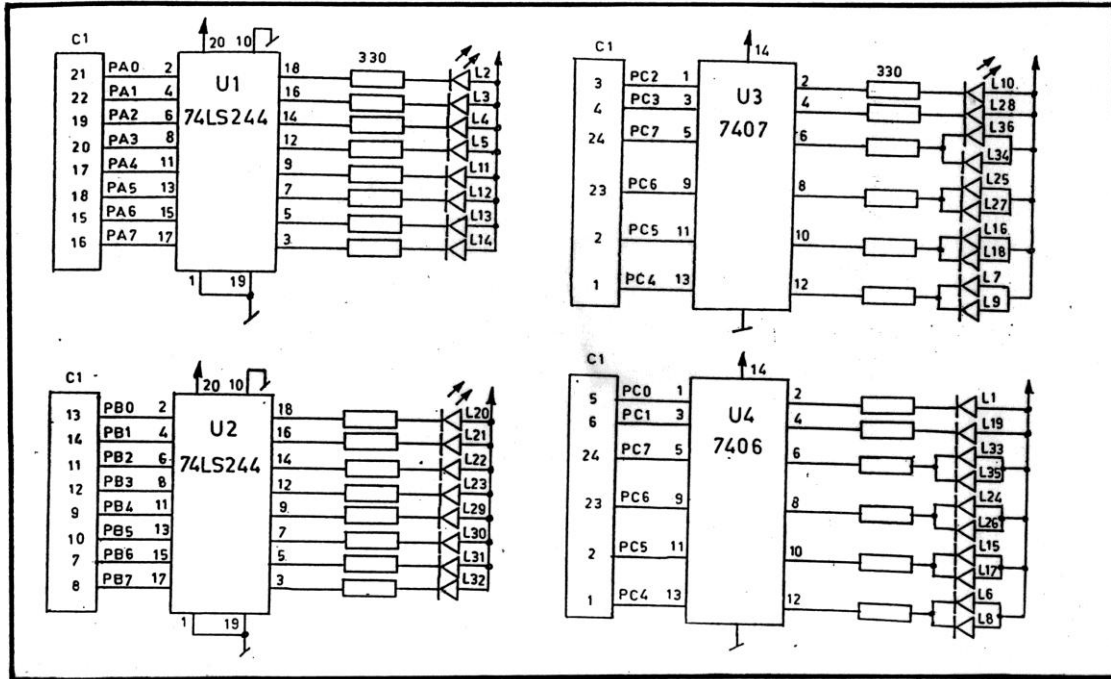 C1
20 10
21 PA0 2
22 PA1 4
19 PA2 6
20 PA3 8
17 PA4 11
18 PA5 13
15 PA6 15
16 PA7 17
U1
74LS244
18 330 L2
16 L3
14 L4
12 L5
9 L11
7 L12
5 L13
3 L14
1 19
C1
14
3 PC2 1
4 PC3 3
24 PC7 5
23 PC6 9
2 PC5 11
1 PC4 13
U3
7407
2 330 L10
4 L28
6 L36
L34
8 L25
L27
10 L16
L18
12 L7
L9
C1
20 10
13 PB0 2
14 PB1 4
11 PB2 6
12 PB3 8
9 PB4 11
10 PB5 13
7 PB6 15
8 PB7 17
U2
74LS244
18 L20
16 L21
14 L22
12 L23
9 L29
7 L30
5 L31
3 L32
1 19
C1
14
5 PC0 1
6 PC1 3
24 PC7 5
23 PC6 9
2 PC5 11
1 PC4 13
U4
7406
2 L1
4 L19
6 L33
L35
8 L24
L26
10 L15
L17
12 L6
L8